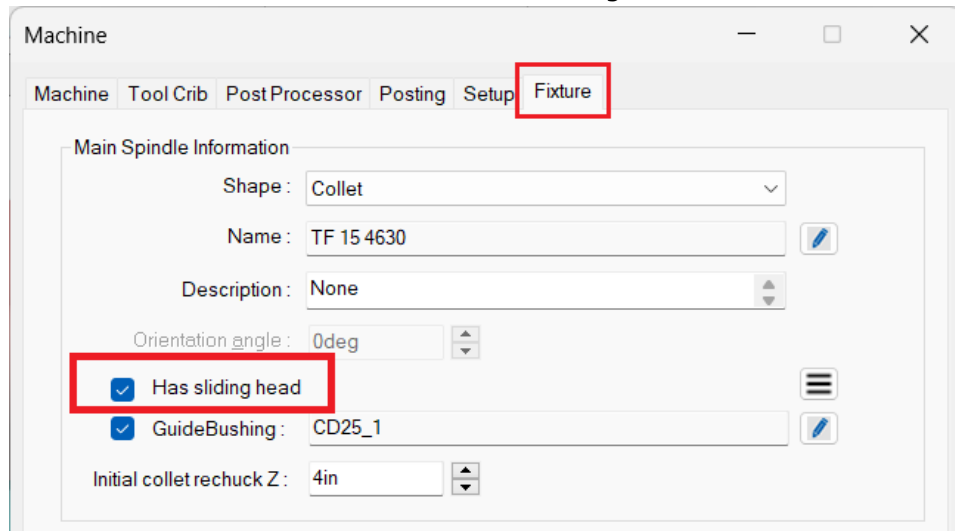 Machine
Machine Tool Crib Post Processor Posting Setup Fixture
Main Spindle Information
Shape : Collet
Name : TF 15 4630
Description : None
Orientation angle : 0deg
Has sliding head
GuideBushing : CD25_1
Initial collet rechuck Z : 4in